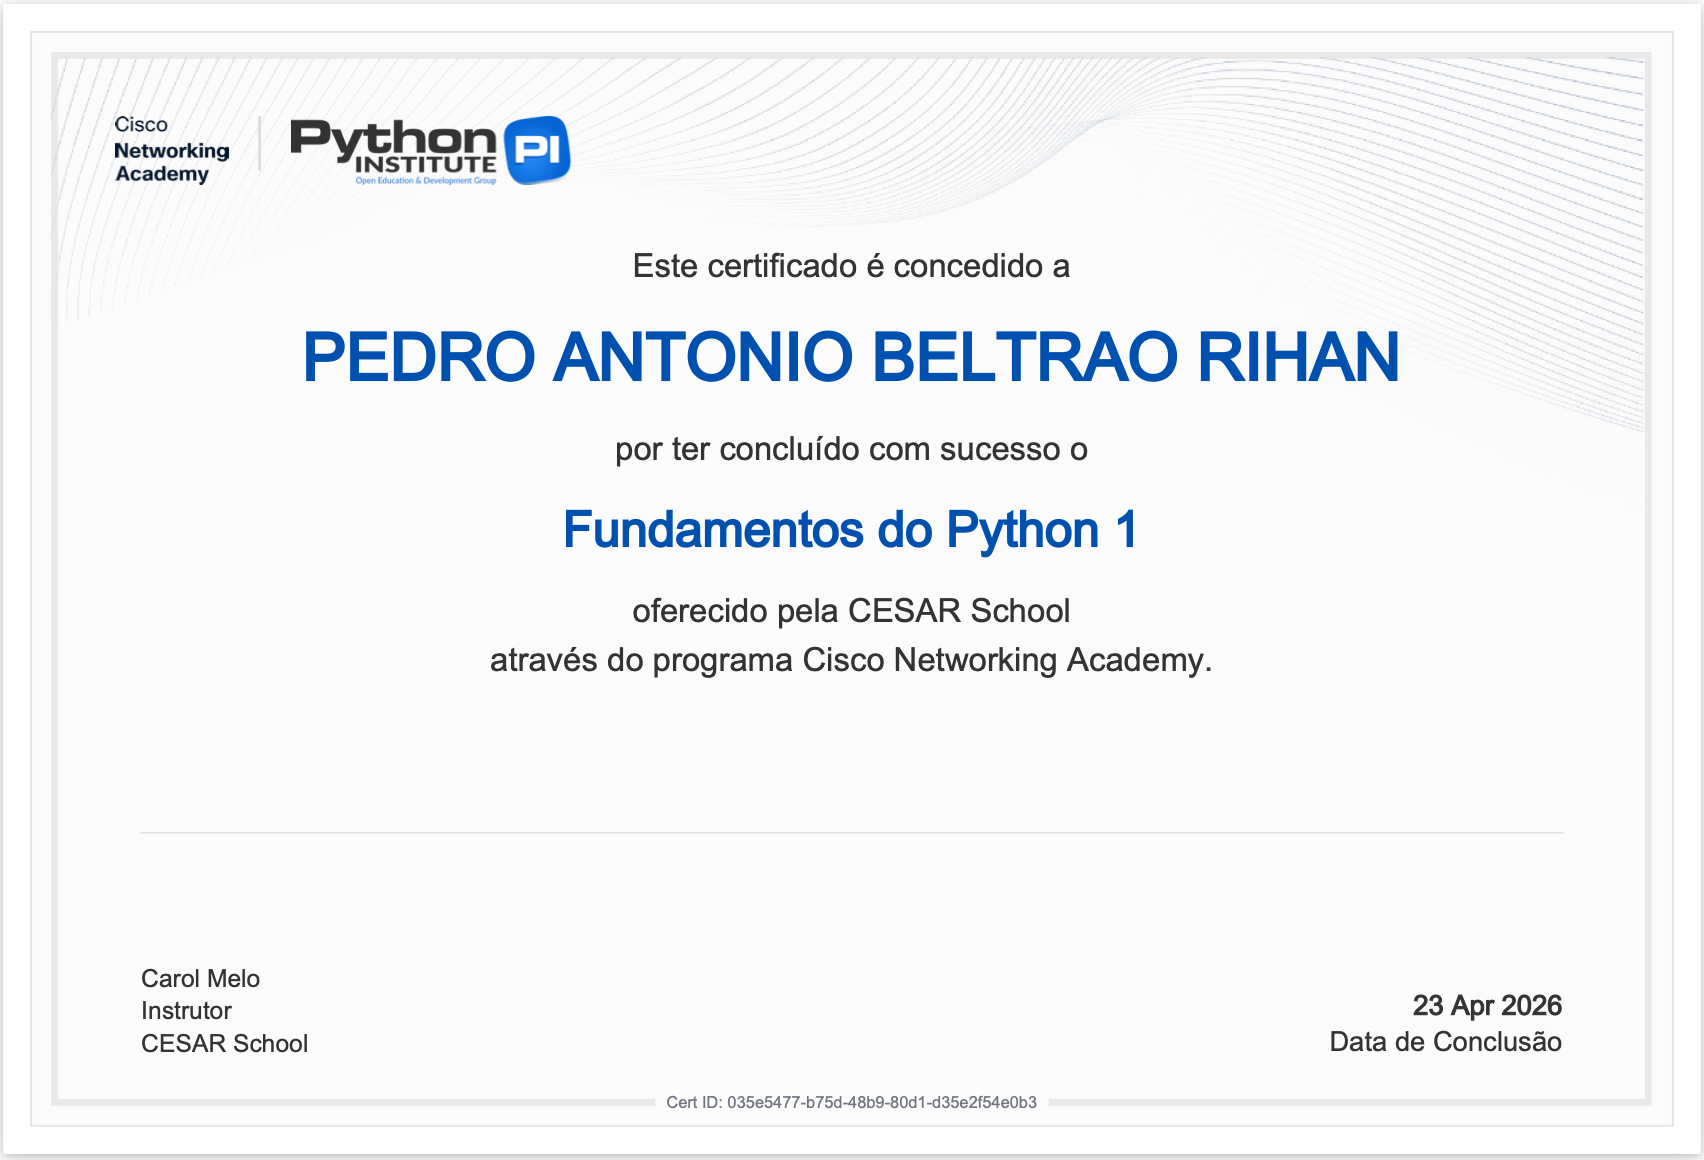 Cisco
Networking
Academy
Python
INSTITUTE
Open Education & Development Group
PI
Este certificado é concedido a
PEDRO ANTONIO BELTRAO RIHAN
por ter concluído com sucesso o
Fundamentos do Python 1
oferecido pela CESAR School
através do programa Cisco Networking Academy.
Carol Melo
Instrutor
CESAR School
23 Apr 2026
Data de Conclusão
Cert ID: 035e5477-b75d-48b9-80d1-d35e2f54e0b3